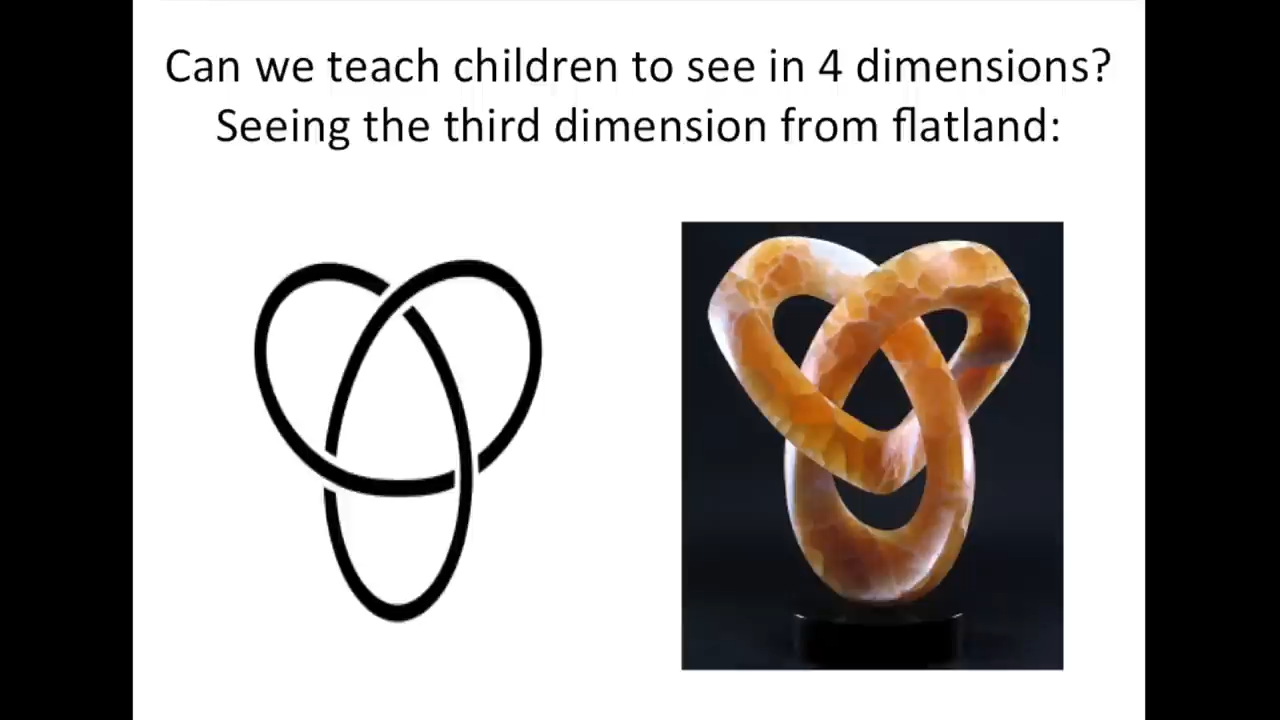 Can we teach children to see in 4 dimensions?
Seeing the third dimension from flatland: